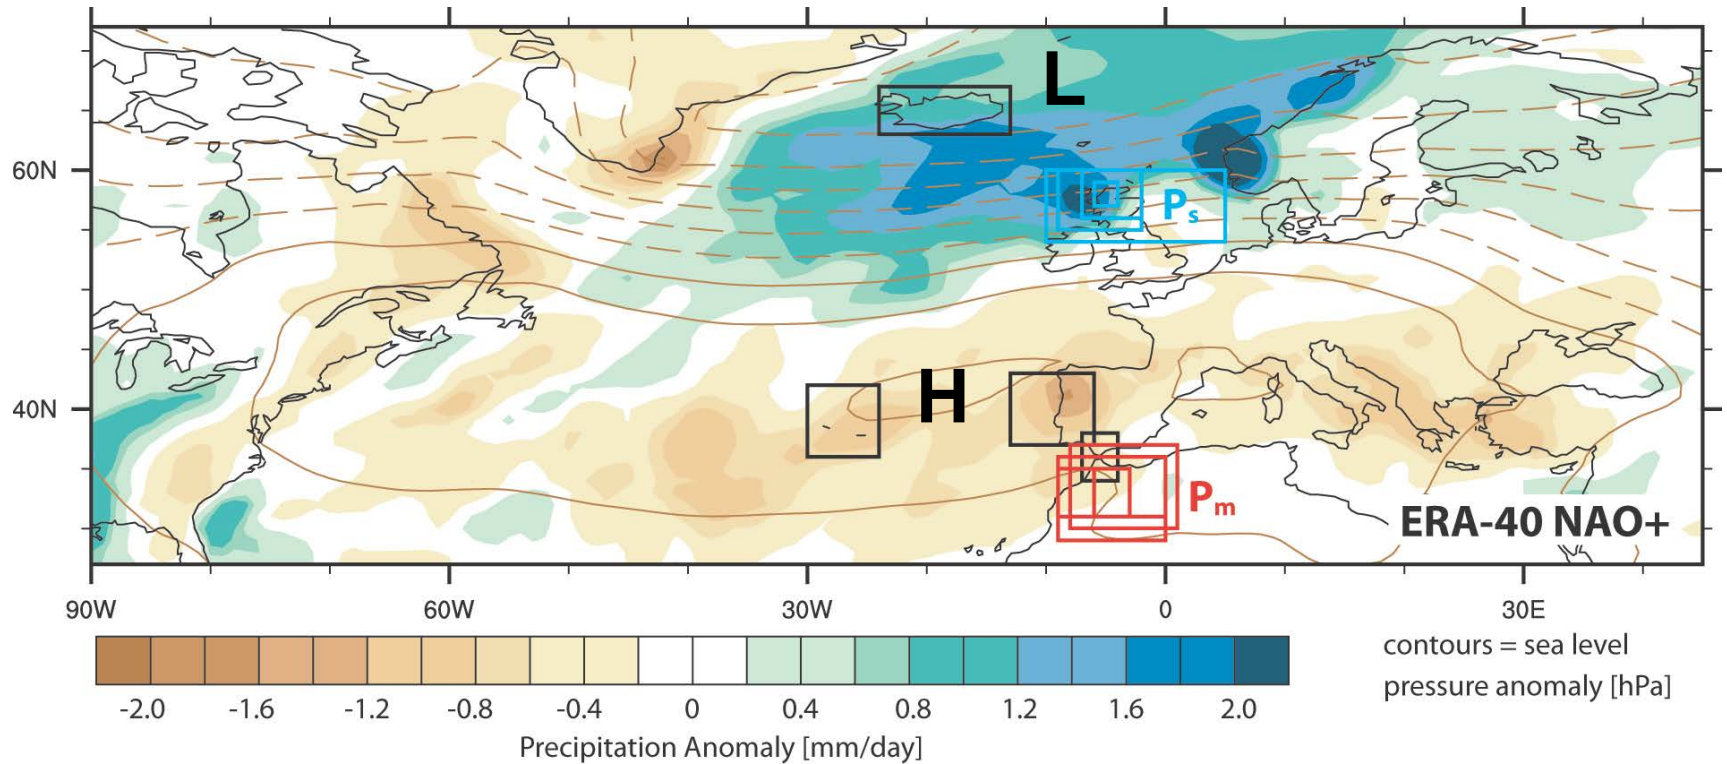 L
60N
Ps
40N
H
Pm
ERA-40 NAO+
90W 60W 30W 0 30E
-2.0 -1.6 -1.2 -0.8 -0.4 0 0.4 0.8 1.2 1.6 2.0
Precipitation Anomaly [mm/day]
contours = sea level
pressure anomaly [hPa]